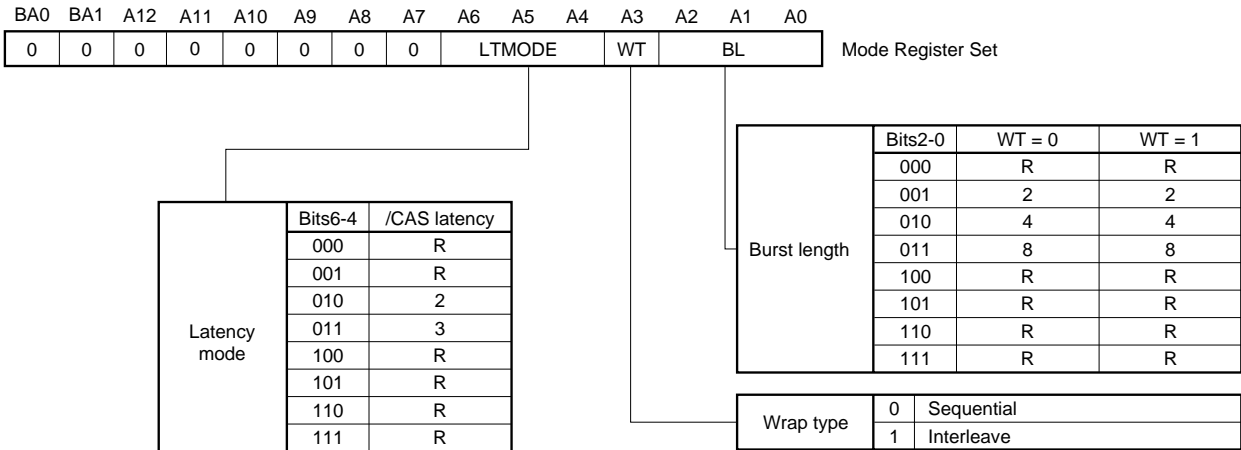 BA0 BA1 A12 A11 A10 A9 A8 A7 A6 A5 A4 A3 A2 A1 A0
0 0 0 0 0 0 0 0 LTMODE WT BL Mode Register Set
Burst length
Bits2-0 WT = 0 WT = 1
000 R R
001 2 2
010 4 4
011 8 8
100 R R
101 R R
110 R R
111 R R
Latency
mode
Bits6-4 /CAS latency
000 R
001 R
010 2
011 3
100 R
101 R
110 R
111 R
Wrap type
0 Sequential
1 Interleave